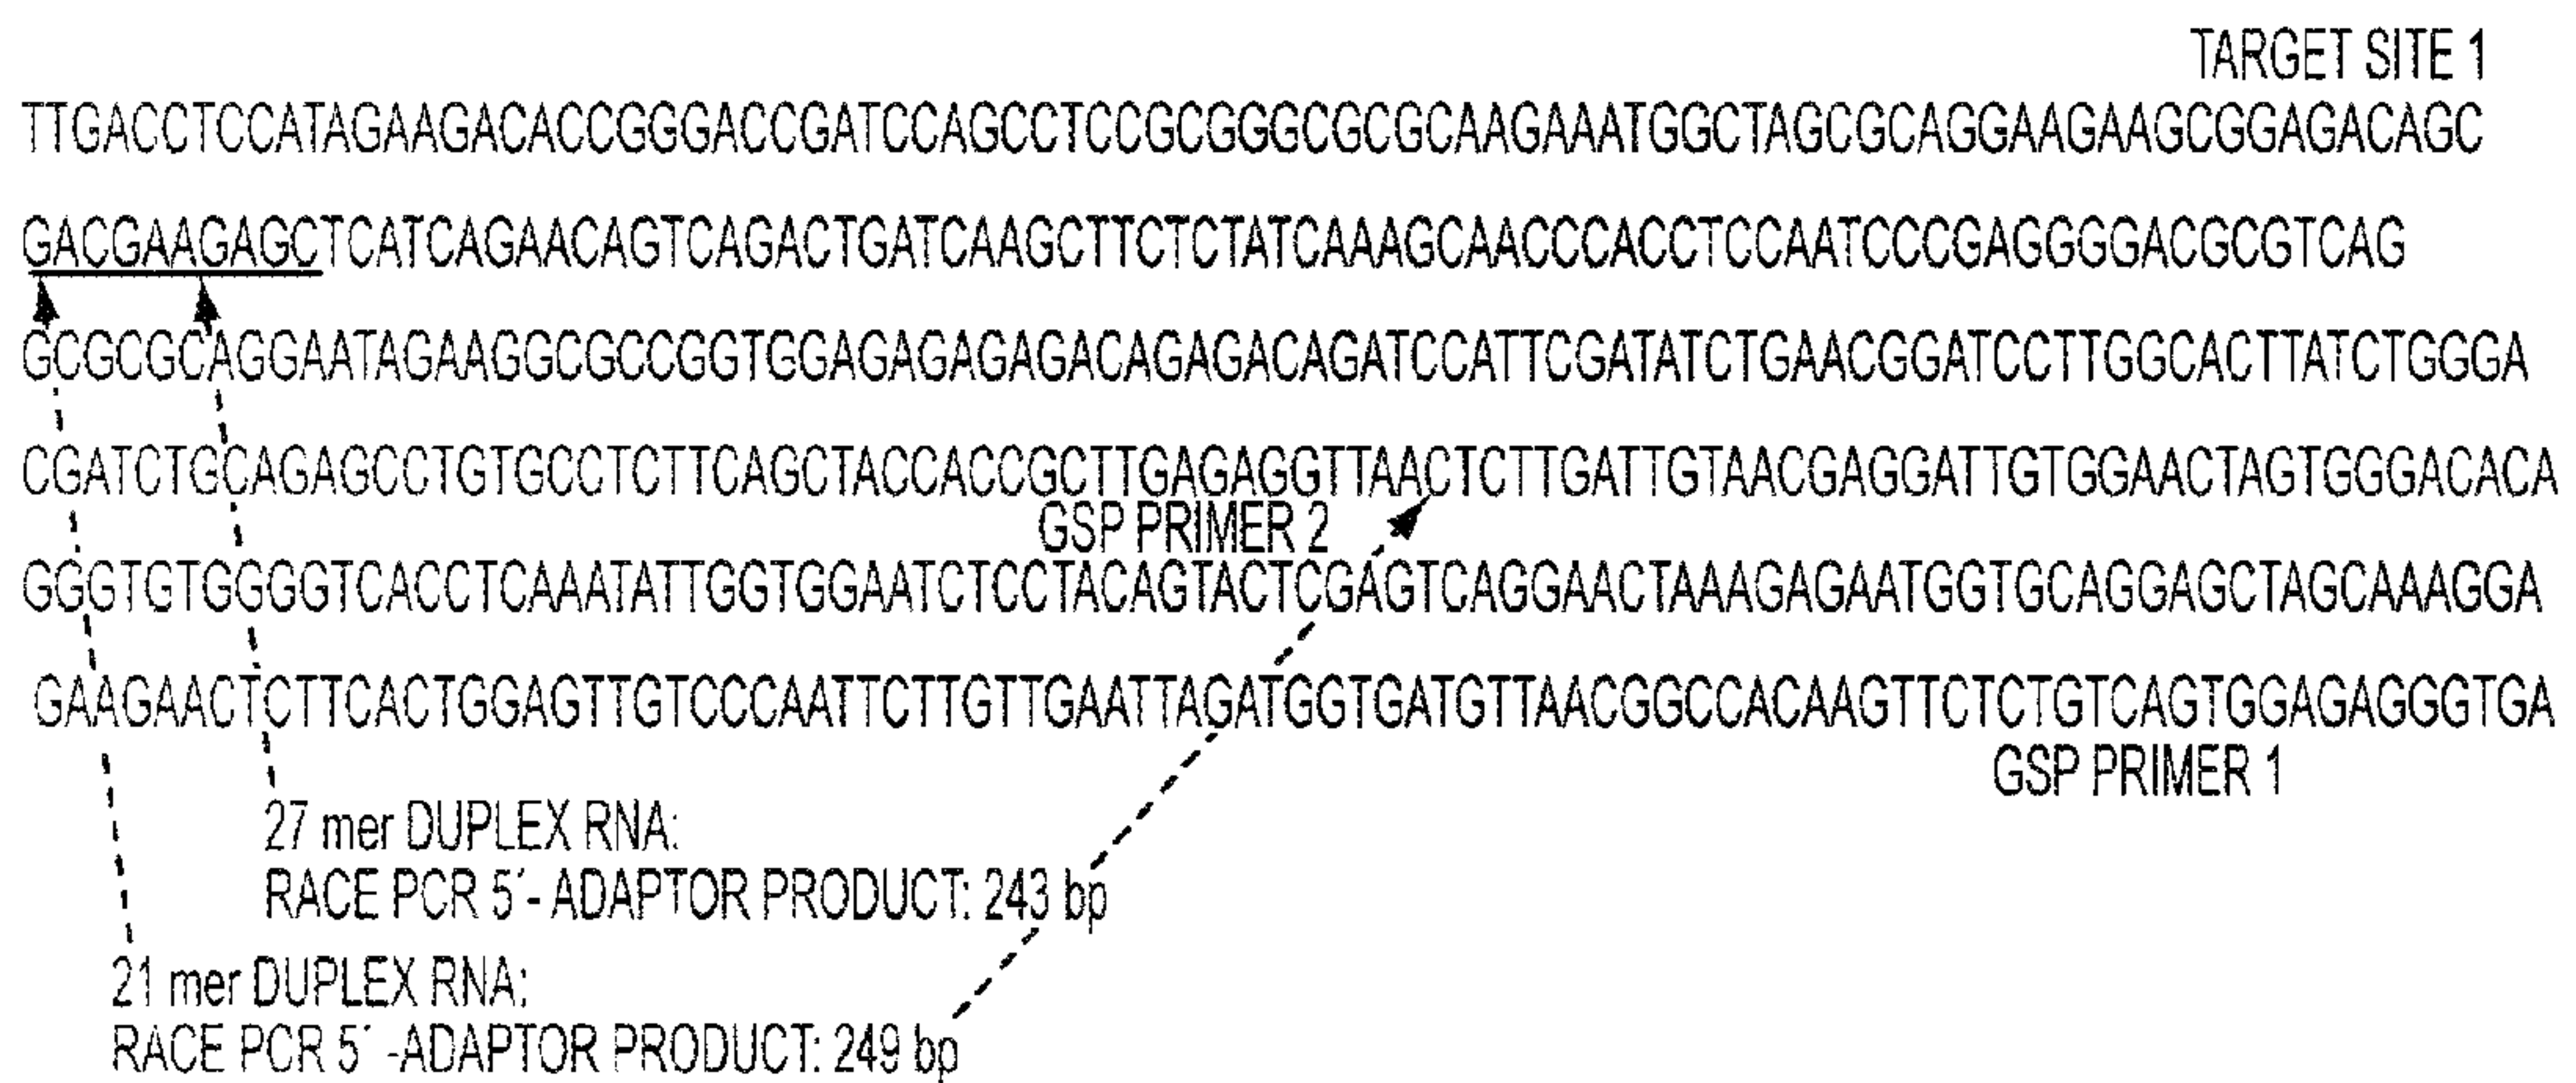 TARGET SITE 1
TTGACCTCCATAGAAGACACCGGGACCGATCCAGCCTCCGCGGGCGCGCAAGAAATGGCTAGCGCAGGAAGAAGCGGAGACAGC
GACGAAGAGCTCATCAGAACAGTCAGACTGATCAAGCTTCTCTATCAAAGCAACCCACCTCCAATCCCGAGGGGACGCGTCAG
GCGCGCAGGAATAGAAGGCGCCGGTGGAGAGAGAGACAGAGACAGATCCATTCGATATCTGAACGGATCCTTGGCACTTATCTGGGA
CGATCTGCAGAGCCTGTGCCTCTTCAGCTACCACCGCTTGAGAGGTTAACTCTTGATTGTAACGAGGATTGTGGAACTAGTGGGACACA
GSP PRIMER 2
GGGTGTGGGGTCACCTCAAATATTGGTGGAATCTCCTACAGTACTCGAGTCAGGAACTAAAGAGAATGGTGCAGGAGCTAGCAAAGGA
GAAGAACTCTTCACTGGAGTTGTCCCAATTCTTGTTGAATTAGATGGTGATGTTAACGGCCACAAGTTCTCTGTCAGTGGAGAGGGTGA
GSP PRIMER 1
27 mer DUPLEX RNA:
RACE PCR 5´- ADAPTOR PRODUCT: 243 bp
21 mer DUPLEX RNA:
RACE PCR 5´ -ADAPTOR PRODUCT: 249 bp